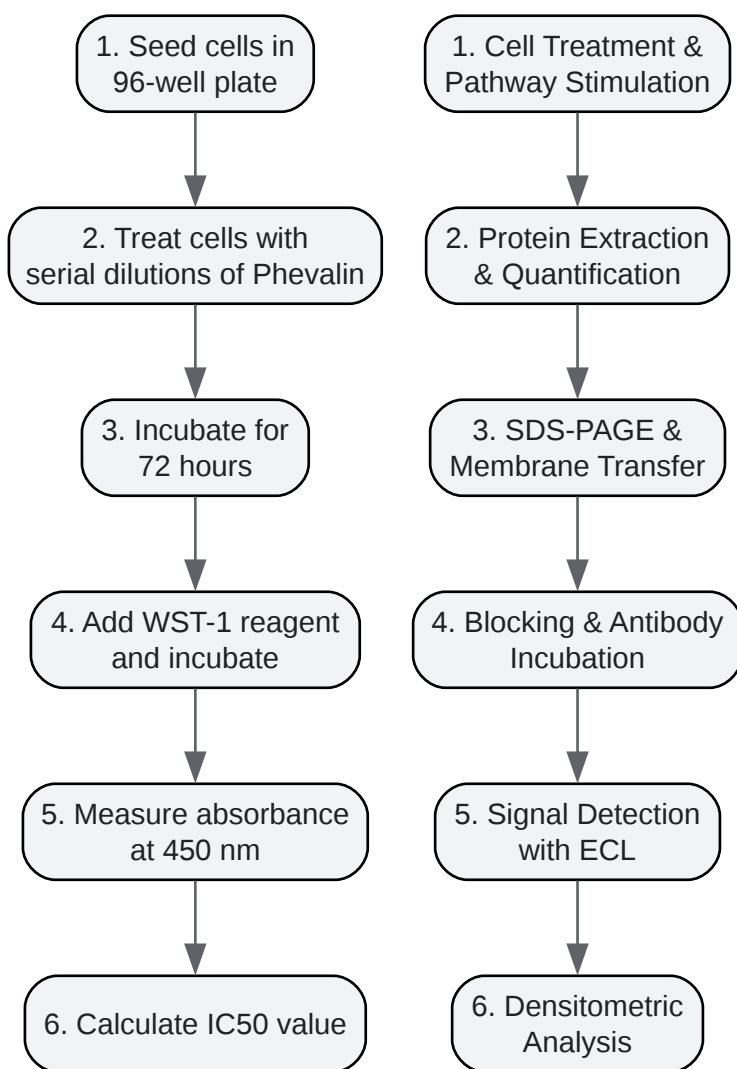 1. Seed cells in
96-well plate
2. Treat cells with
serial dilutions of Phevalin
3. Incubate for
72 hours
4. Add WST-1 reagent
and incubate
5. Measure absorbance
at 450 nm
6. Calculate IC50 value
1. Cell Treatment &
Pathway Stimulation
2. Protein Extraction
& Quantification
3. SDS-PAGE &
Membrane Transfer
4. Blocking & Antibody
Incubation
5. Signal Detection
with ECL
6. Densitometric
Analysis